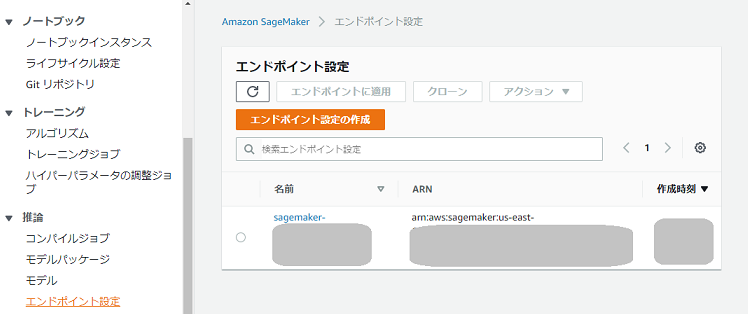 ノートブック
ノートブックインスタンス
ライフサイクル設定
Git リポジトリ
トレーニング
アルゴリズム
トレーニングジョブ
ハイパーパラメータの調整ジョ
ブ
推論
コンパイルジョブ
モデルパッケージ
モデル
エンドポイント設定
Amazon SageMaker > エンドポイント設定
エンドポイント設定
エンドポイントに適用 クローン アクション
エンドポイント設定の作成
検索エンドポイント設定
1
名前 ARN 作成時刻
sagemaker- arn:aws:sagemaker:us-east-